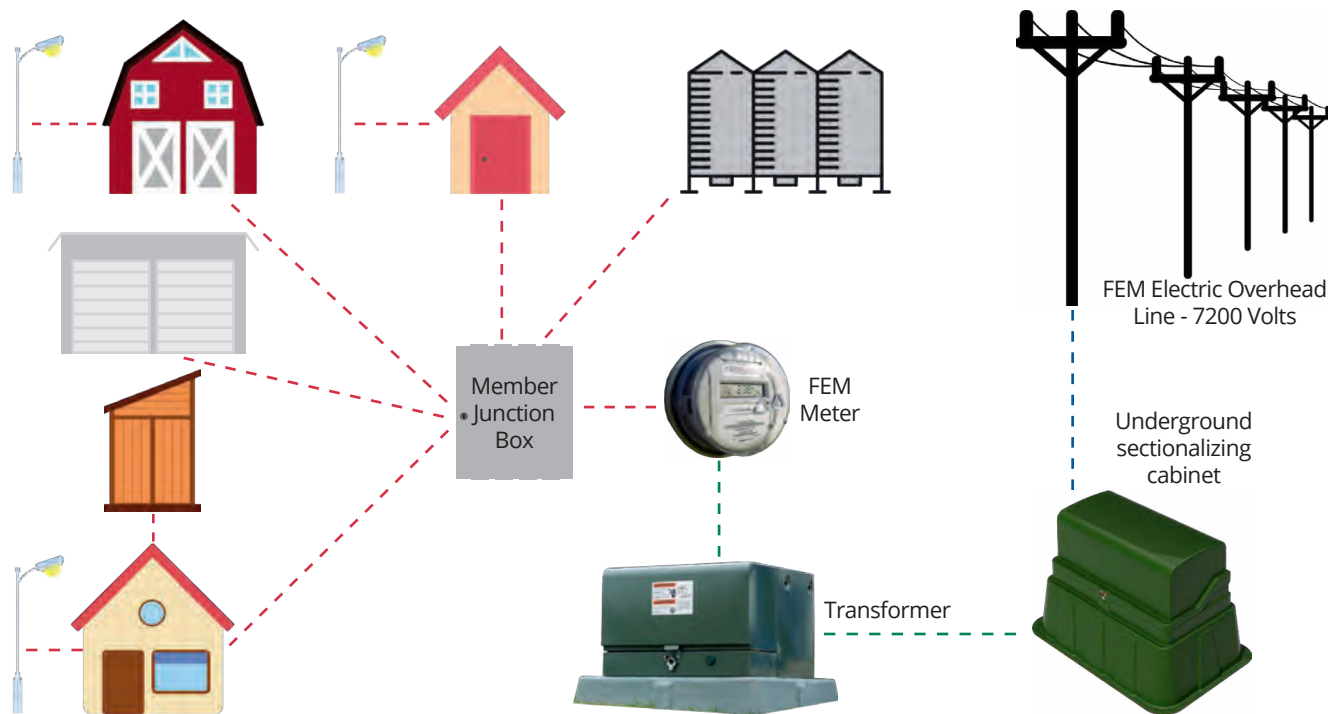 FEM Electric Overhead
Line - 7200 Volts
Member
Junction
Box
FEM
Meter
Underground
sectionalizing
cabinet
Transformer